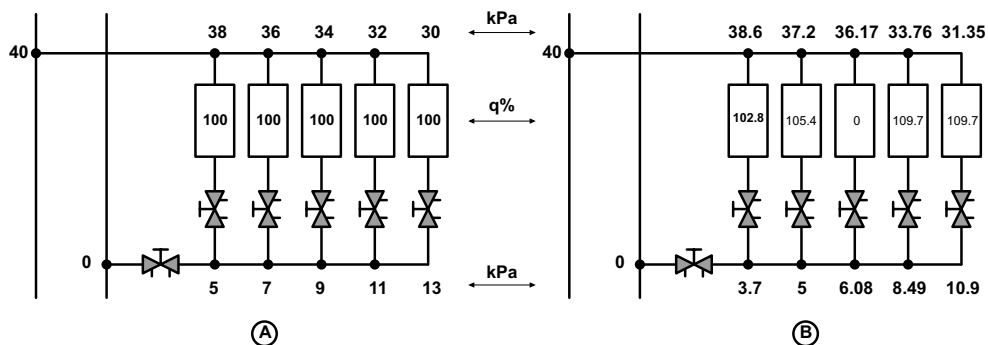 38 36 34 32 30 kPa 38.6 37.2 36.17 33.76 31.35
40 40
100 100 100 100 100 q% 102.8 105.4 0 109.7 109.7
0 0
5 7 9 11 13 kPa 3.7 5 6.08 8.49 10.9
A B